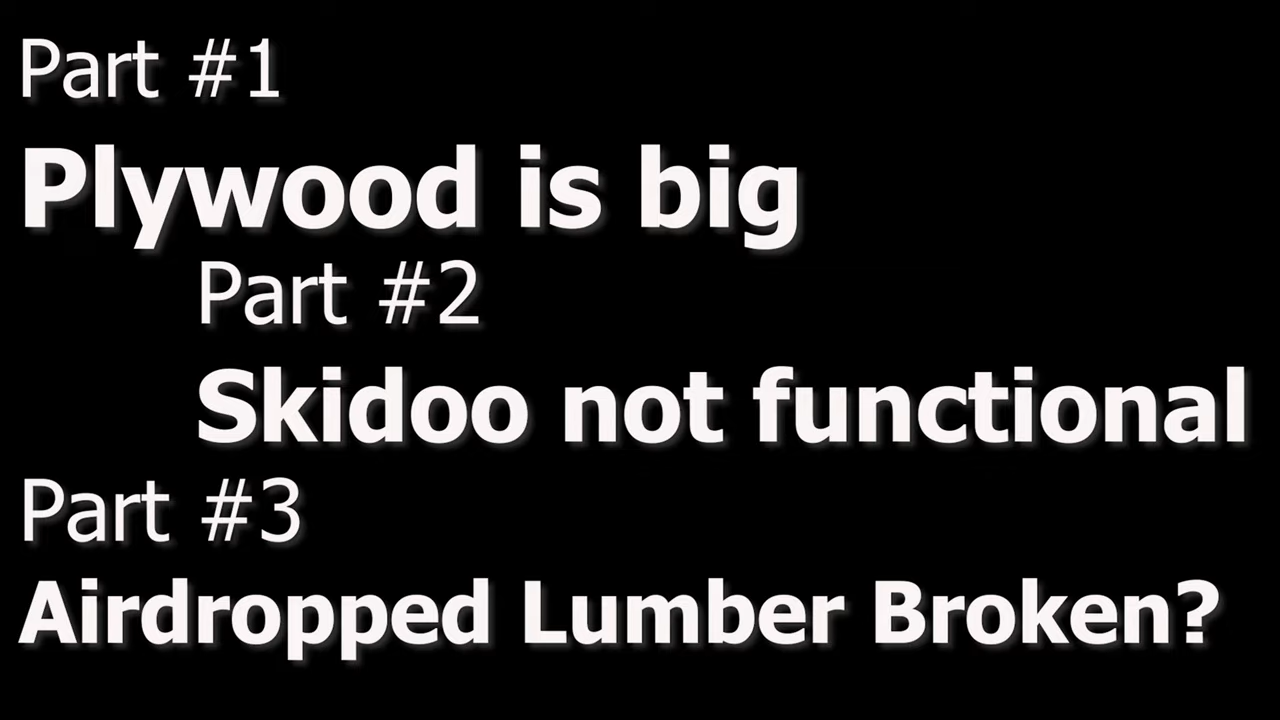 Part #1
Plywood is big
Part #2
Skidoo not functional
Part #3
Airdropped Lumber Broken?